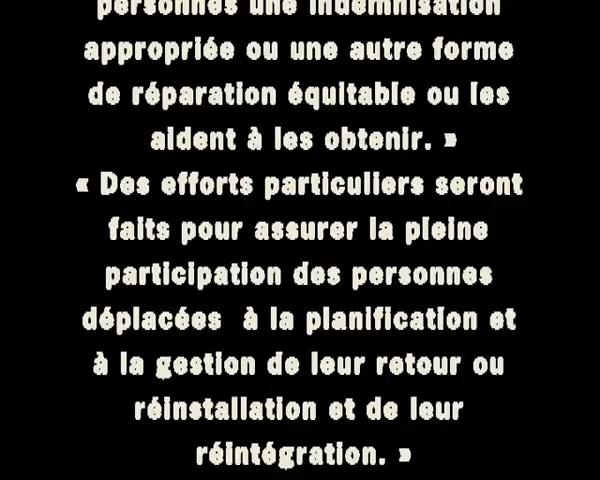 personnes une indemnisation
appropriée ou une autre forme
de réparation équitable ou les
aident à les obtenir. »
« Des efforts particuliers seront
faits pour assurer la pleine
participation des personnes
déplacées  à la planification et
à la gestion de leur retour ou
réinstallation et de leur
réintégration. »